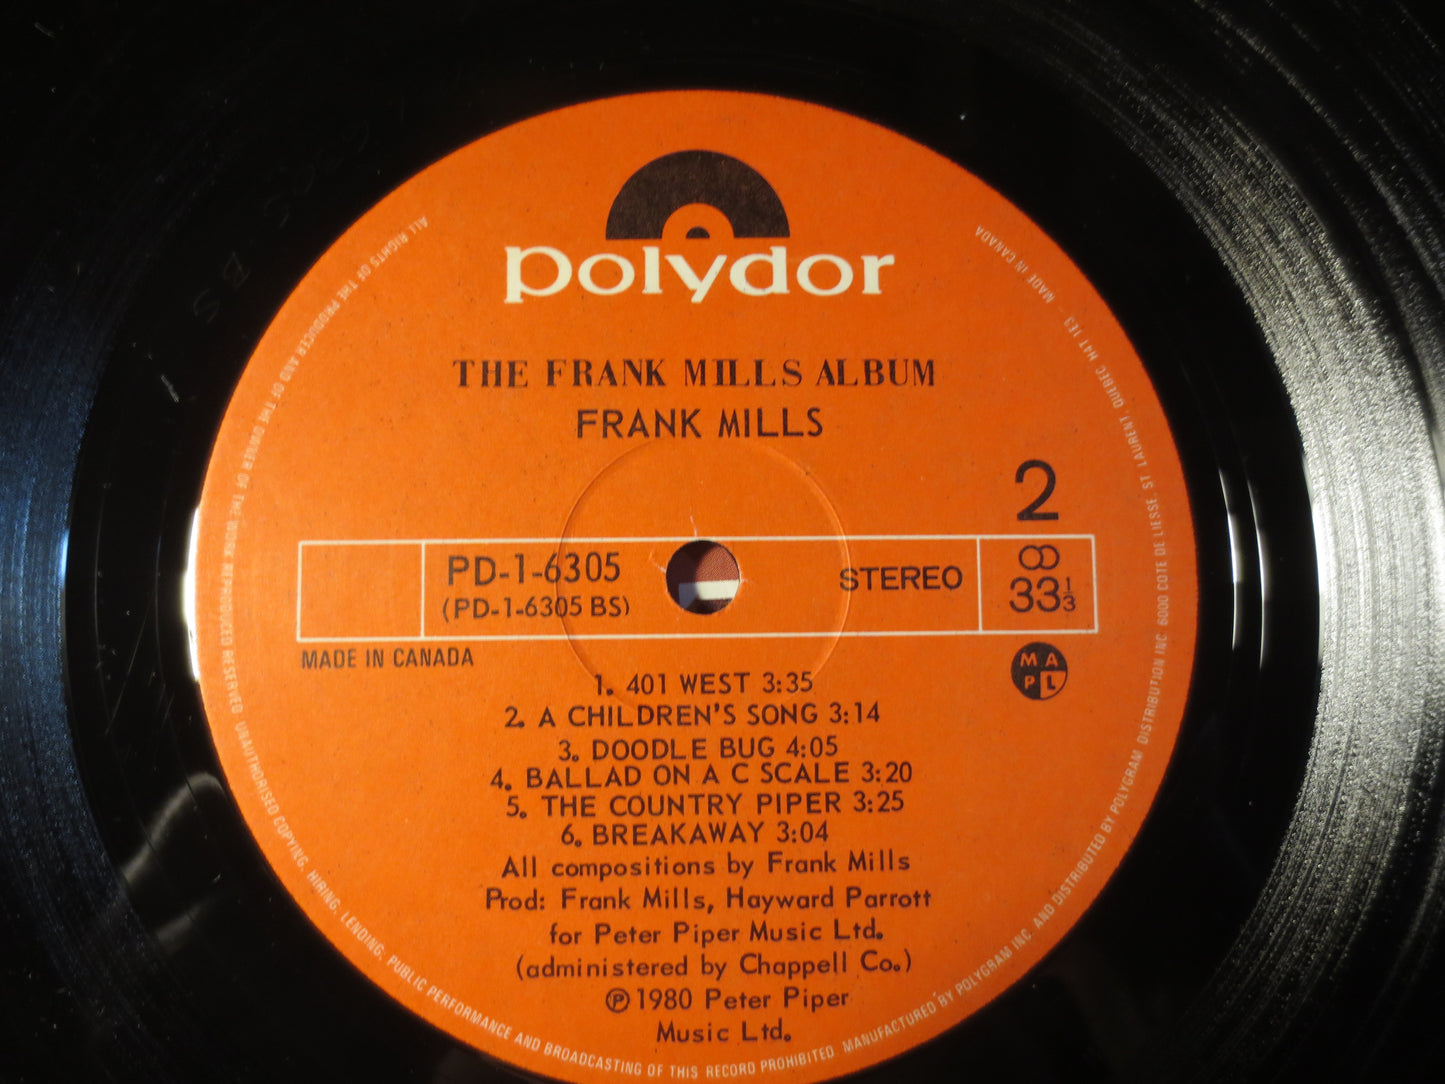 polydor
THE FRANK MILLS ALBUM
FRANK MILLS
2
PD-1-6305
(PD-1-6305 BS)
STEREO
33 1/3
MADE IN CANADA
M A
P L
1. 401 WEST 3:35
2. A CHILDREN'S SONG 3:14
3. DOODLE BUG 4:05
4. BALLAD ON A C SCALE 3:20
5. THE COUNTRY PIPER 3:25
6. BREAKAWAY 3:04
All compositions by Frank Mills
Prod: Frank Mills, Hayward Parrott
for Peter Piper Music Ltd.
(administered by Chappell Co.)
Ⓟ 1980 Peter Piper
Music Ltd.
ALL RIGHTS OF THE PRODUCER AND OF THE OWNER OF THE WORK REPRODUCED RESERVED. UNAUTHORISED COPYING, HIRING, LENDING, PUBLIC PERFORMANCE AND BROADCASTING OF THIS RECORD PROHIBITED. MANUFACTURED BY POLYGRAM INC. AND DISTRIBUTED BY POLYGRAM DISTRIBUTION INC. 6000 COTE DE LIESSE, ST LAURENT, QUEBEC H4T 1E3 - MADE IN CANADA